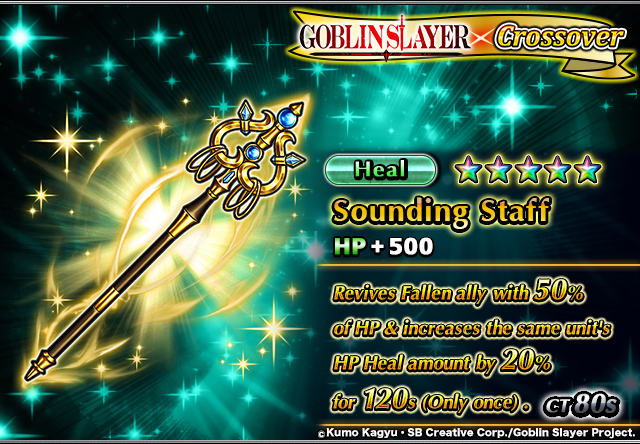 GOBLIN SLAYER × Crossover
Heal
Sounding Staff
HP + 500
Revives Fallen ally with 50%
of HP & increases the same unit's
HP Heal amount by 20%
for 120s (Only once) . CT 80s
©Kumo Kagyu・SB Creative Corp./Goblin Slayer Project.